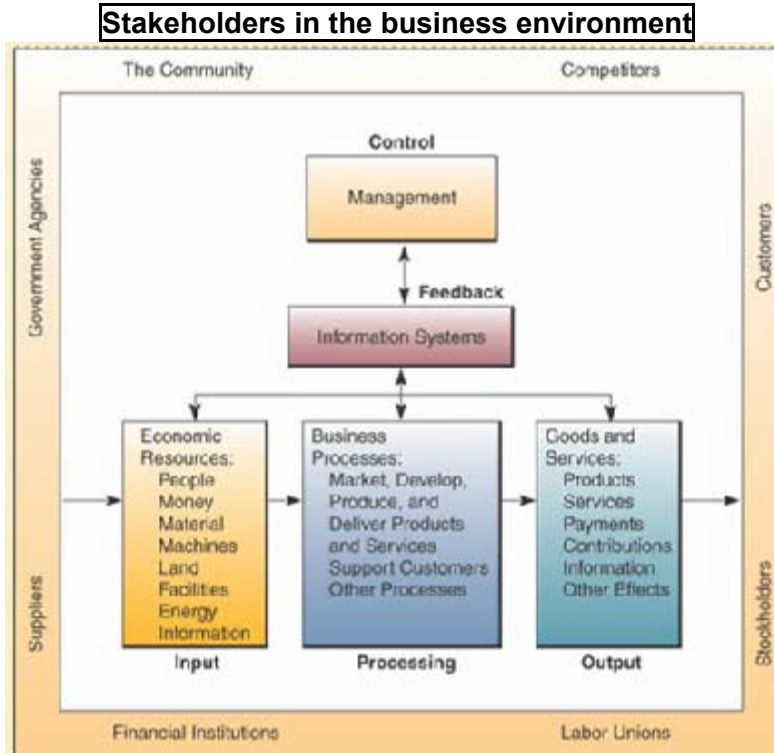 Stakeholders in the business environment
The Community
Competitors
Government Agencies
Customers
Control
Management
Feedback
Information Systems
Economic
Resources:
People
Money
Material
Machines
Land
Facilities
Energy
Information
Input
Business
Processes:
Market, Develop,
Produce, and
Deliver Products
and Services
Support Customers
Other Processes
Processing
Goods and
Services:
Products
Services
Payments
Contributions
Information
Other Effects
Output
Suppliers
Stockholders
Financial Institutions
Labor Unions